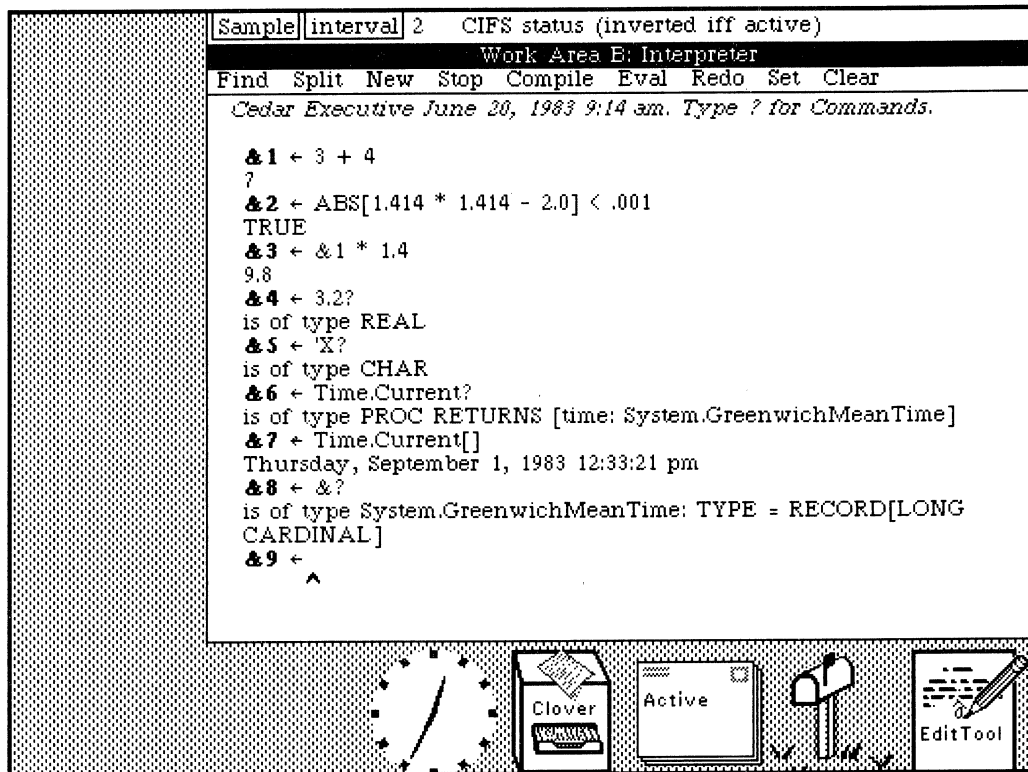 Sample interval 2 CIFS status (inverted iff active)
Work Area B: Interpreter
Find Split New Stop Compile Eval Redo Set Clear
Cedar Executive June 20, 1983 9:14 am. Type ? for Commands.
&1 ← 3 + 4
7
&2 ← ABS[1.414 * 1.414 - 2.0] < .001
TRUE
&3 ← &1 * 1.4
9.8
&4 ← 3.2?
is of type REAL
&5 ← 'X?
is of type CHAR
&6 ← Time.Current?
is of type PROC RETURNS [time: System.GreenwichMeanTime]
&7 ← Time.Current[]
Thursday, September 1, 1983 12:33:21 pm
&8 ← &?
is of type System.GreenwichMeanTime: TYPE = RECORD[LONG
CARDINAL]
&9 ←
Clover
Active
EditTool